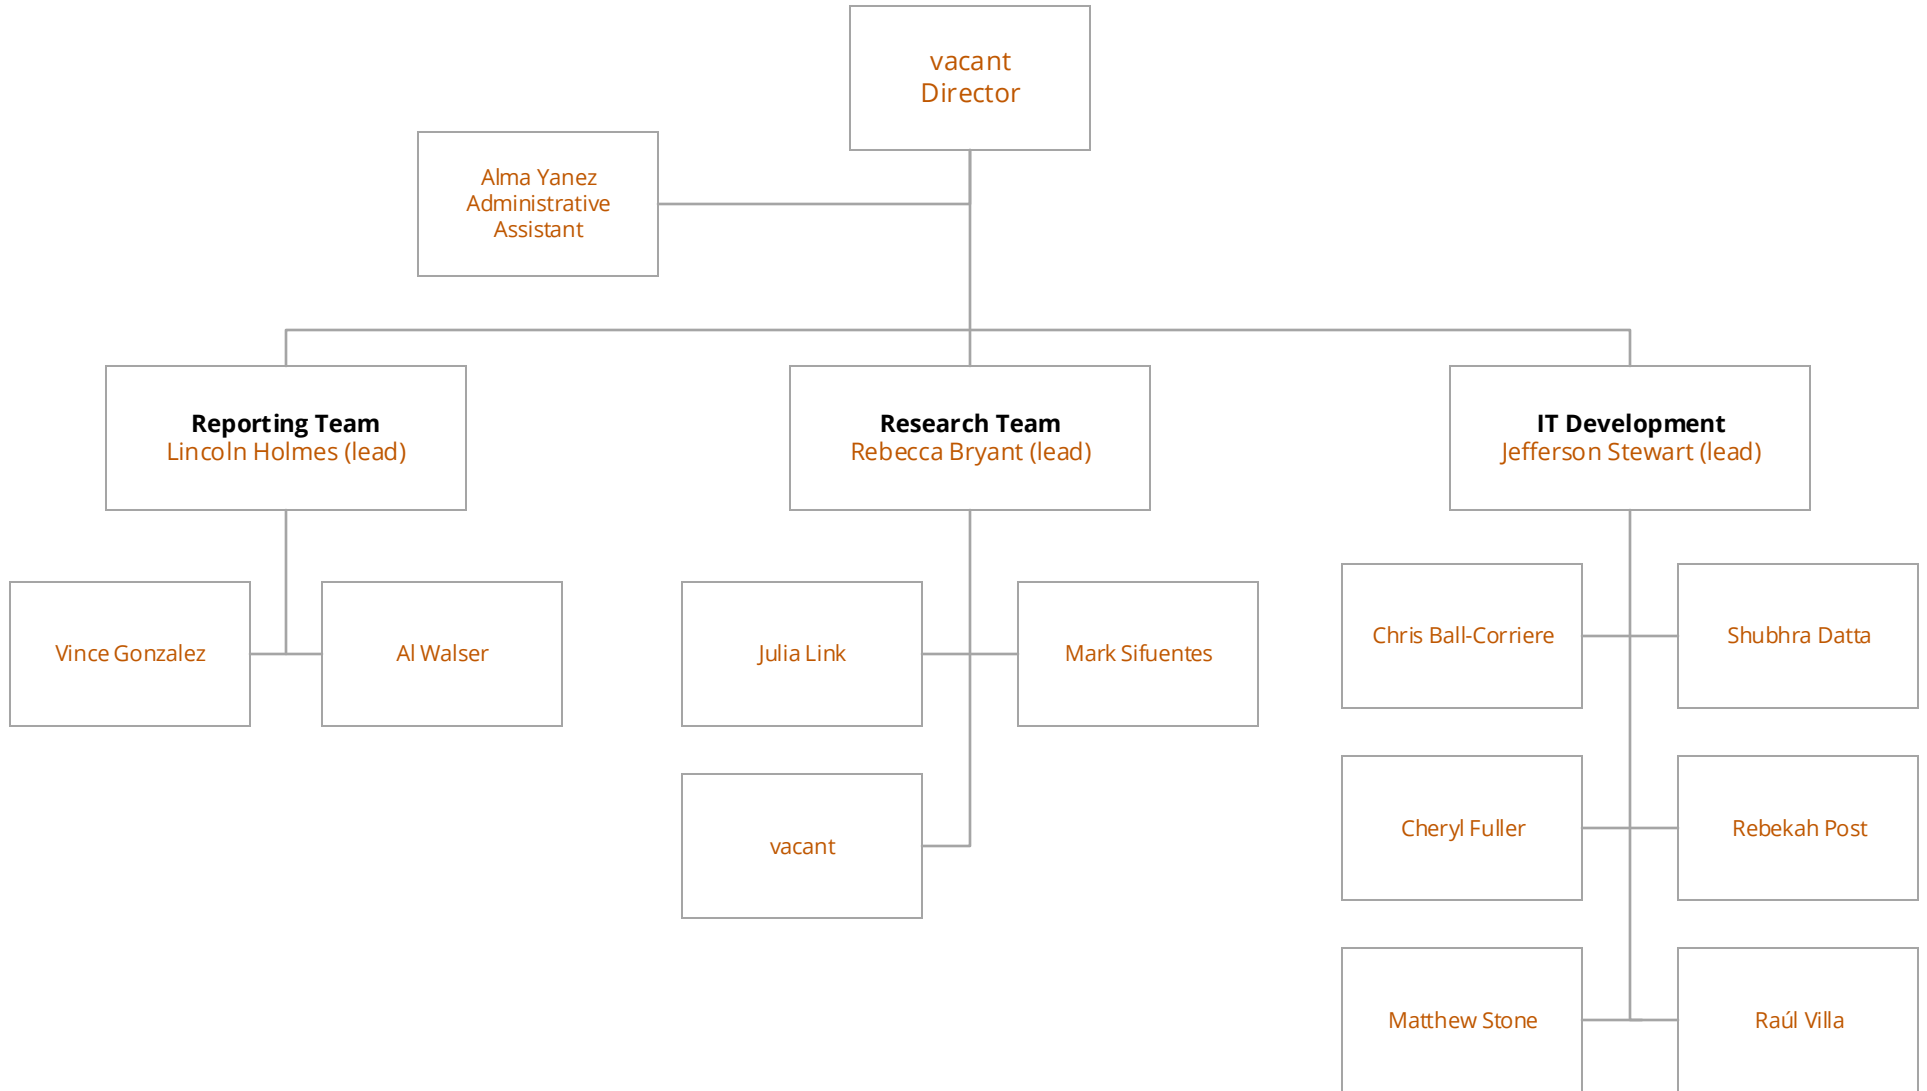 vacant
Director
Alma Yanez
Administrative
Assistant
Reporting Team
Lincoln Holmes (lead)
Research Team
Rebecca Bryant (lead)
IT Development
Jefferson Stewart (lead)
Vince Gonzalez
Al Walser
Julia Link
Mark Sifuentes
vacant
Chris Ball-Corriere
Shubhra Datta
Cheryl Fuller
Rebekah Post
Matthew Stone
Raúl Villa